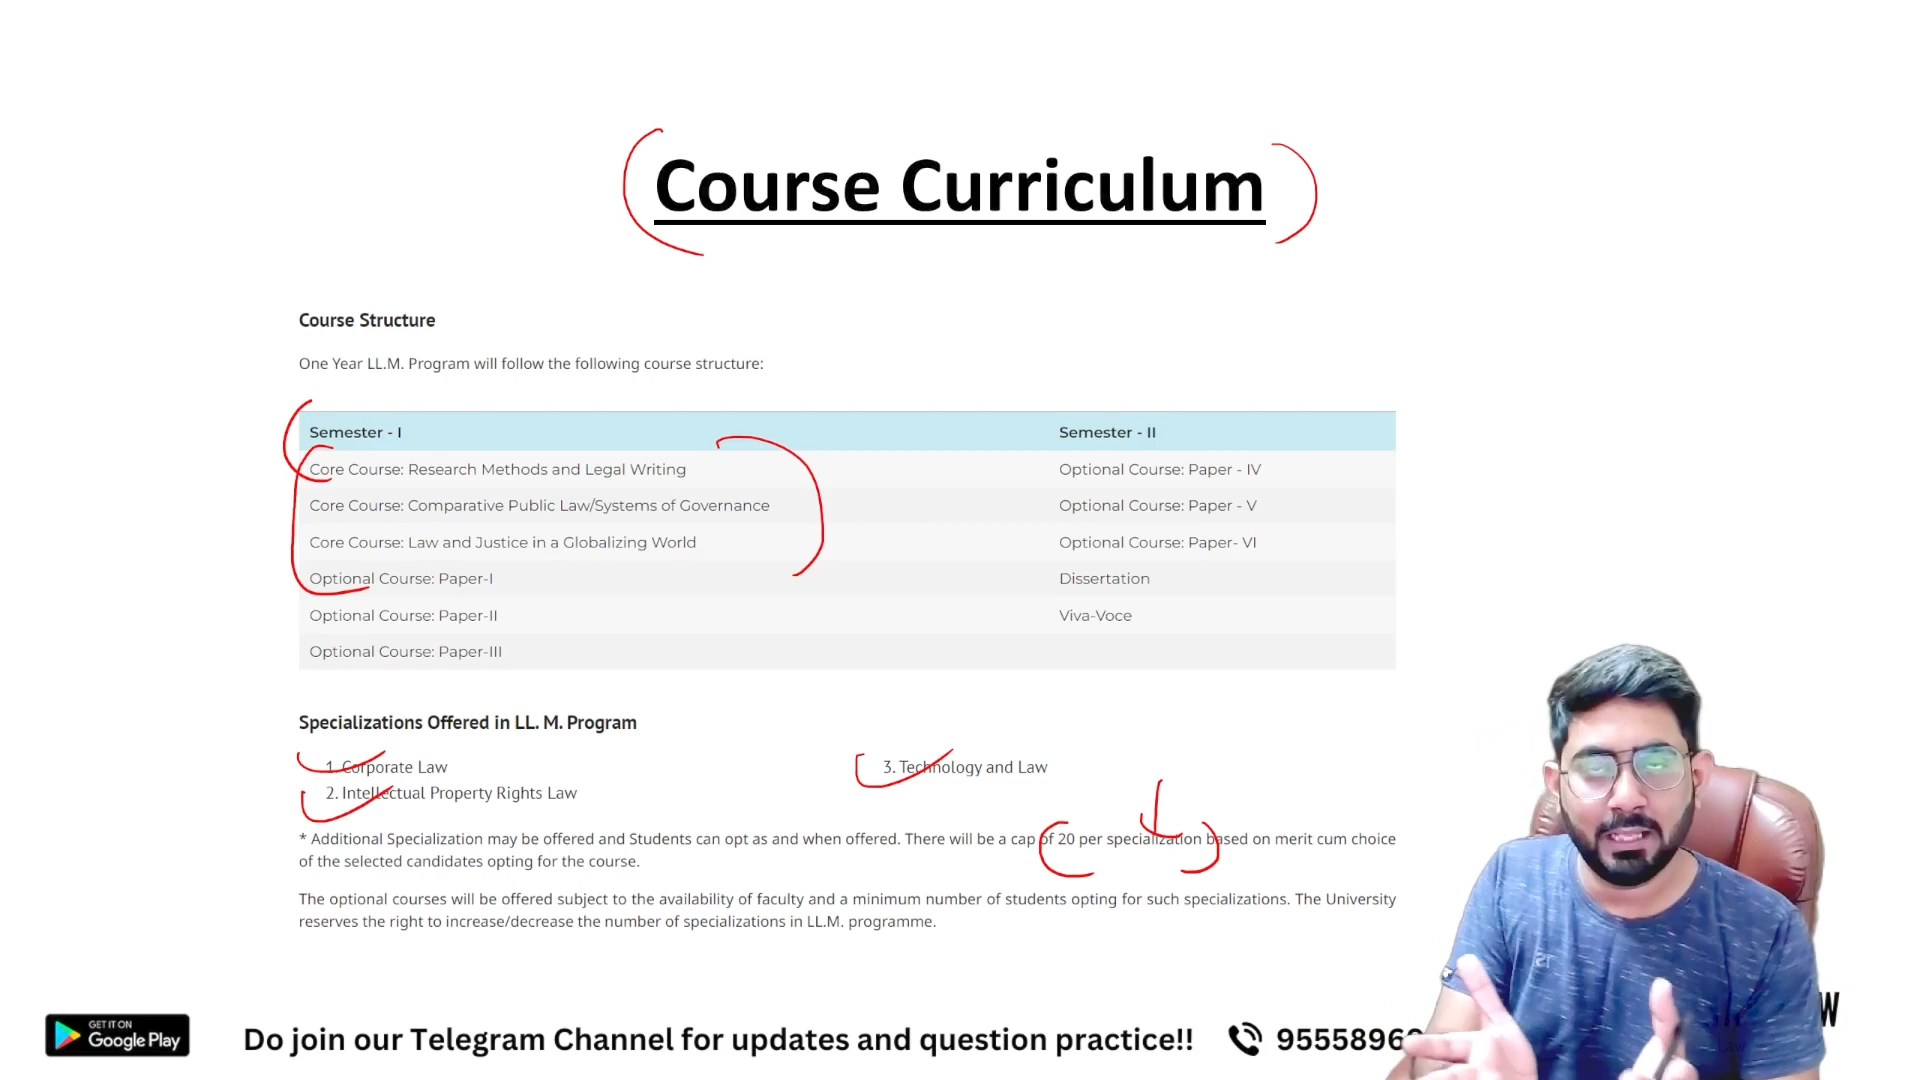 Course Curriculum
Course Structure
One Year LL.M. Program will follow the following course structure:
Semester - I
Semester - II
Core Course: Research Methods and Legal Writing
Optional Course: Paper - IV
Core Course: Comparative Public Law/Systems of Governance
Optional Course: Paper - V
Core Course: Law and Justice in a Globalizing World
Optional Course: Paper- VI
Optional Course: Paper-I
Dissertation
Optional Course: Paper-II
Viva-Voce
Optional Course: Paper-III
Specializations Offered in LL. M. Program
1. Corporate Law
3. Technology and Law
2. Intellectual Property Rights Law
* Additional Specialization may be offered and Students can opt as and when offered. There will be a cap of 20 per specialization based on merit cum choice
of the selected candidates opting for the course.
The optional courses will be offered subject to the availability of faculty and a minimum number of students opting for such specializations. The University
reserves the right to increase/decrease the number of specializations in LL.M. programme.
GET IT ON
Google Play
Do join our Telegram Channel for updates and question practice!!